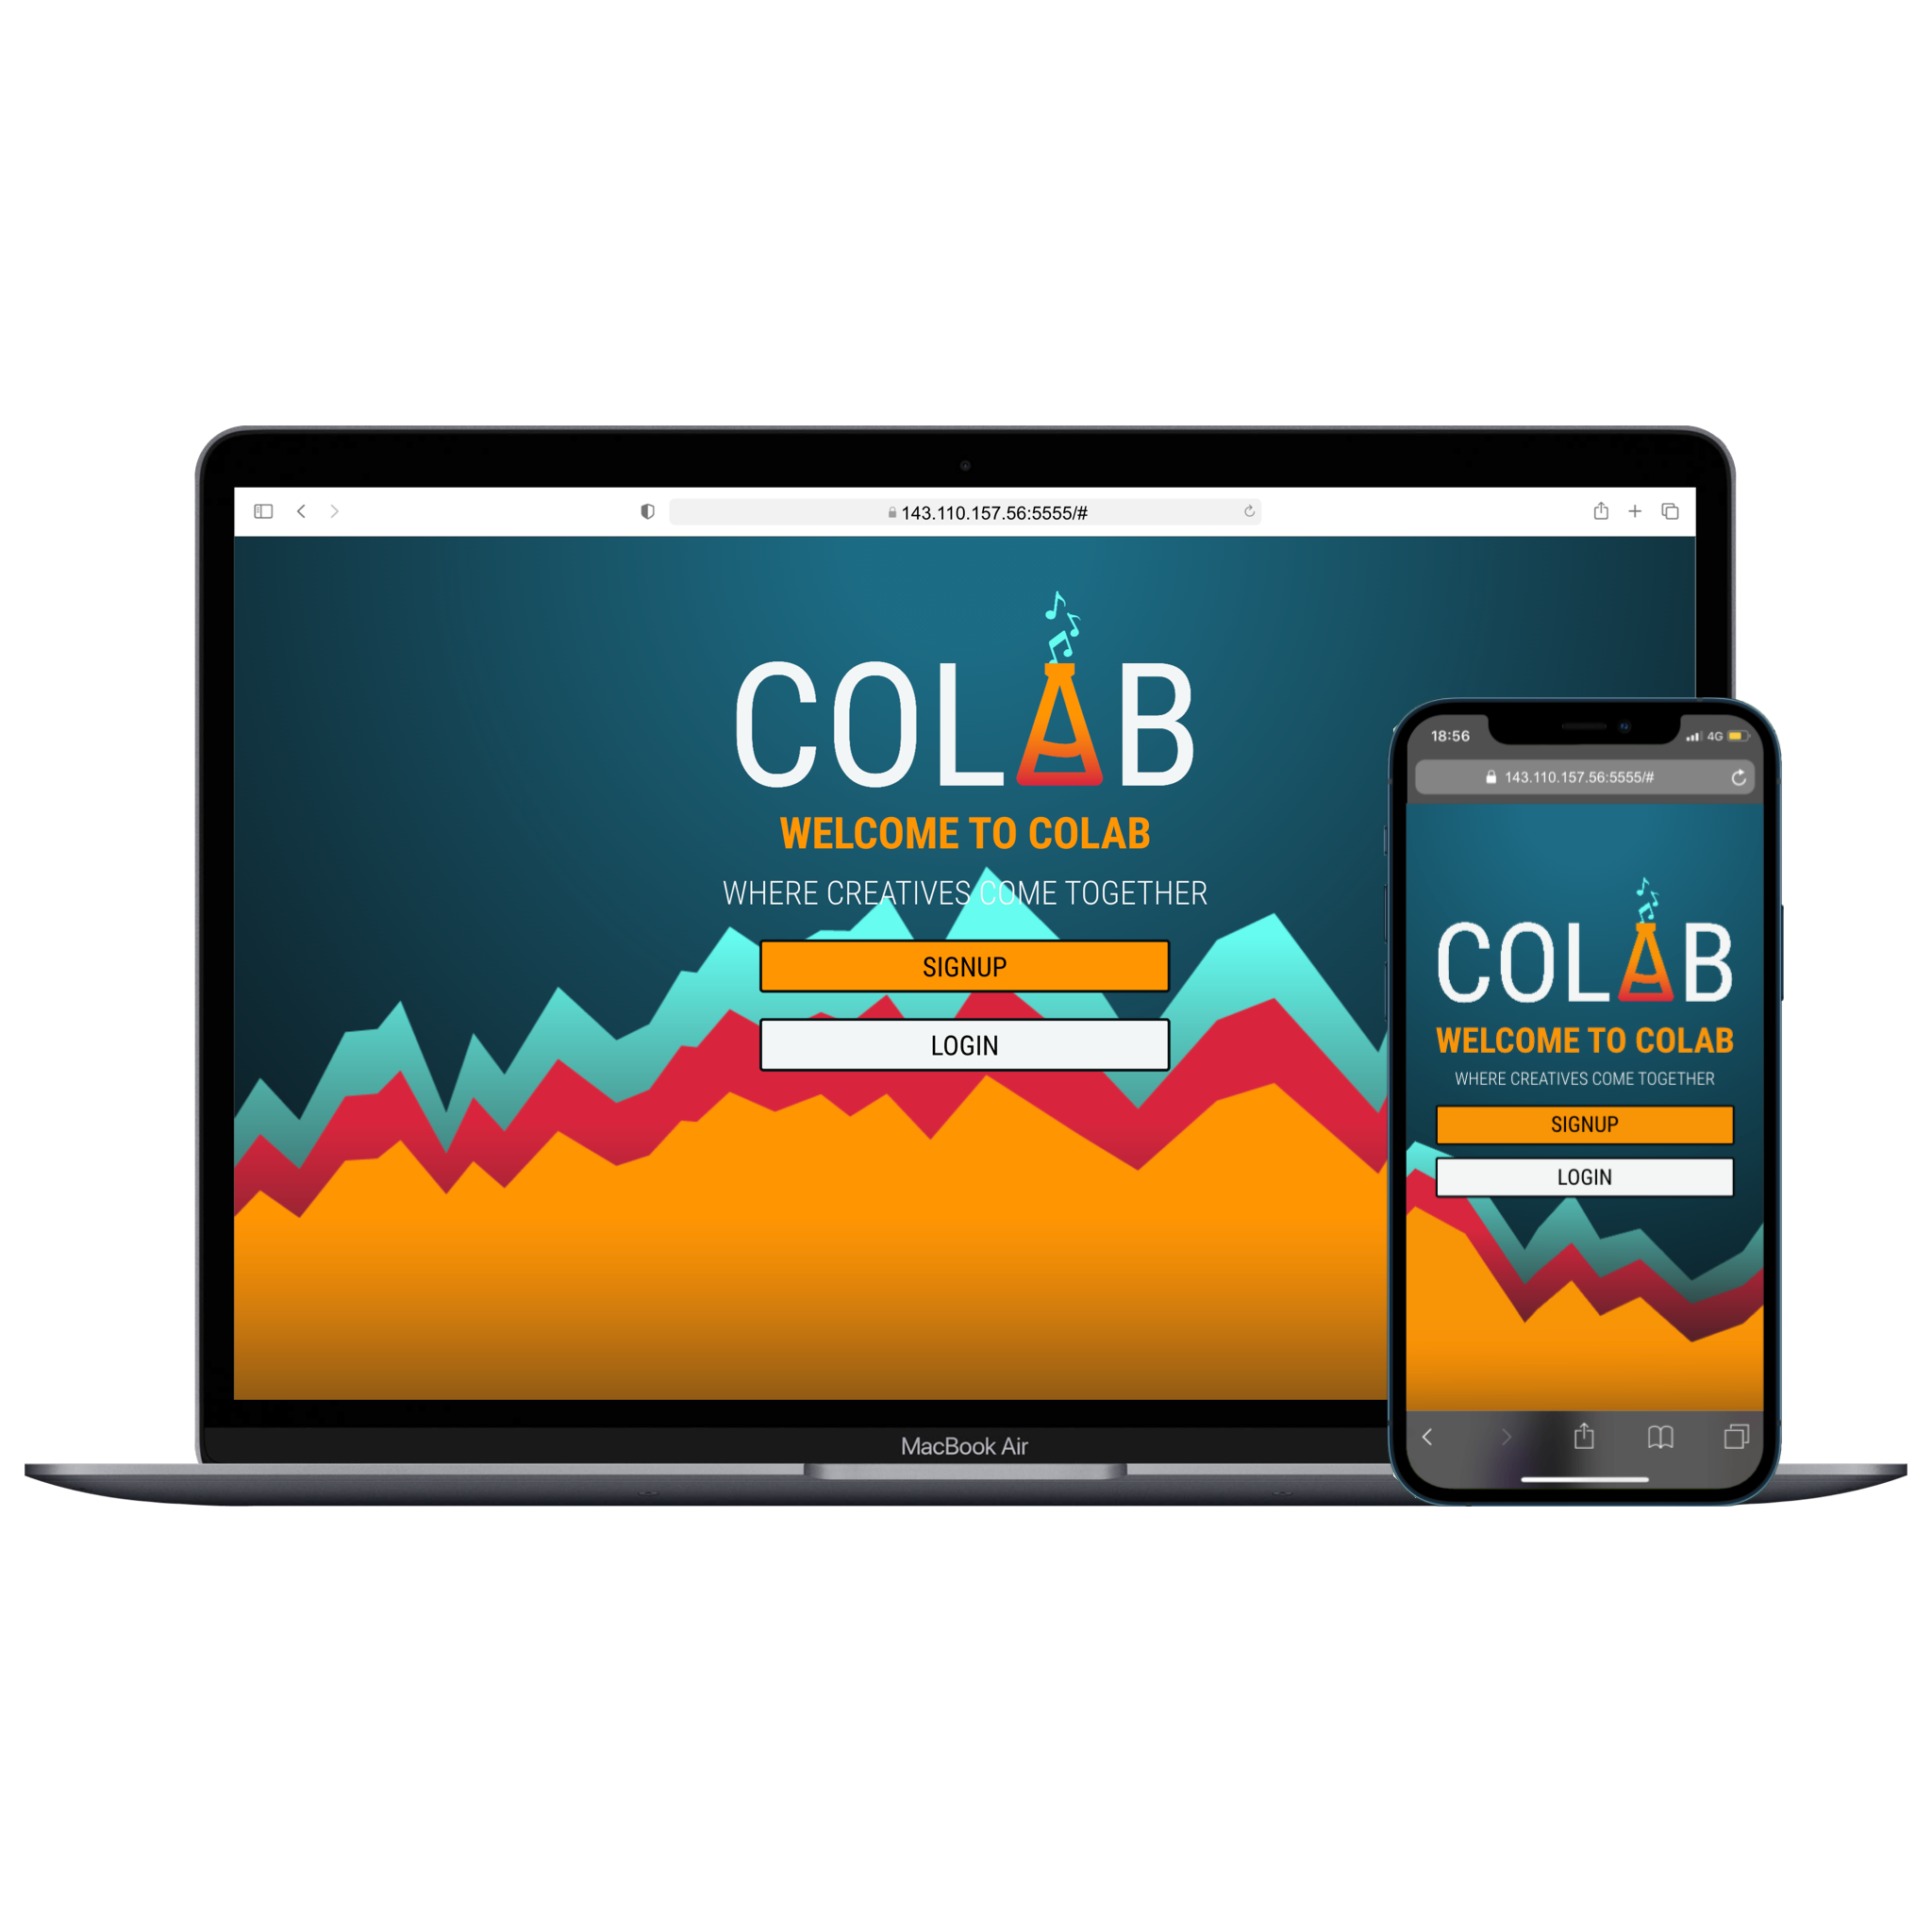 143.110.157.56:5555/#
COLAB
WELCOME TO COLAB
WHERE CREATIVES COME TOGETHER
SIGNUP
LOGIN
MacBook Air
18:56
4G
143.110.157.56:5555/#
COLAB
WELCOME TO COLAB
WHERE CREATIVES COME TOGETHER
SIGNUP
LOGIN